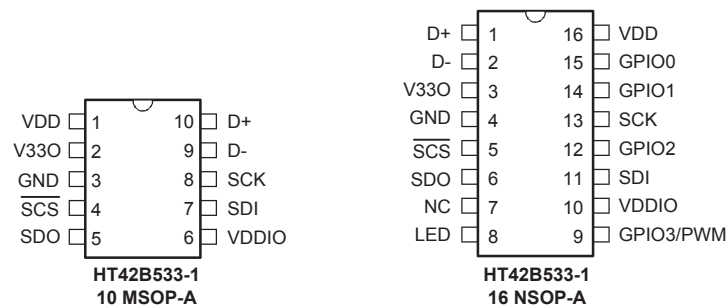 VDD 1 10 D+
V33O 2 9 D-
GND 3 8 SCK
SCS 4 7 SDI
SDO 5 6 VDDIO
HT42B533-1
10 MSOP-A
D+ 1 16 VDD
D- 2 15 GPIO0
V33O 3 14 GPIO1
GND 4 13 SCK
SCS 5 12 GPIO2
SDO 6 11 SDI
NC 7 10 VDDIO
LED 8 9 GPIO3/PWM
HT42B533-1
16 NSOP-A